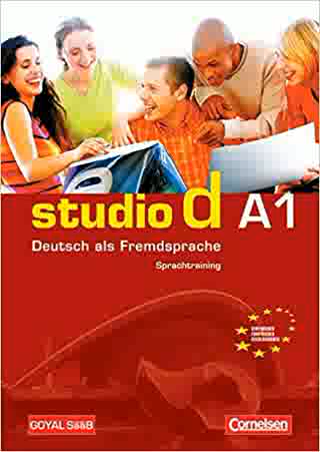 studio d A1
Deutsch als Fremdsprache
Sprachtraining
GOYAL SaaB
Cornelsen